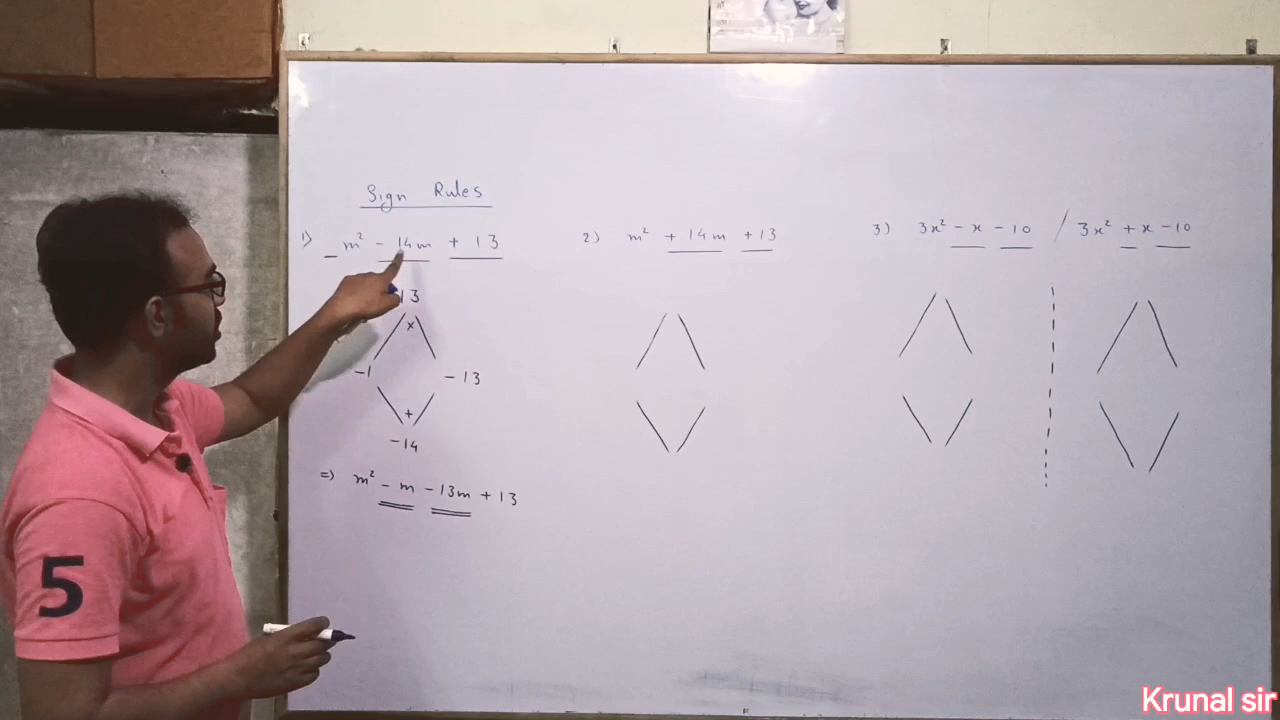 Sign Rules
1) m² - 14m + 13
2) m² + 14m + 13
3) 3x² - x - 10 / 3x² + x - 10
13
×
-1
- 13
+
-14
=) m² - m - 13m + 13
5
Krunal sir